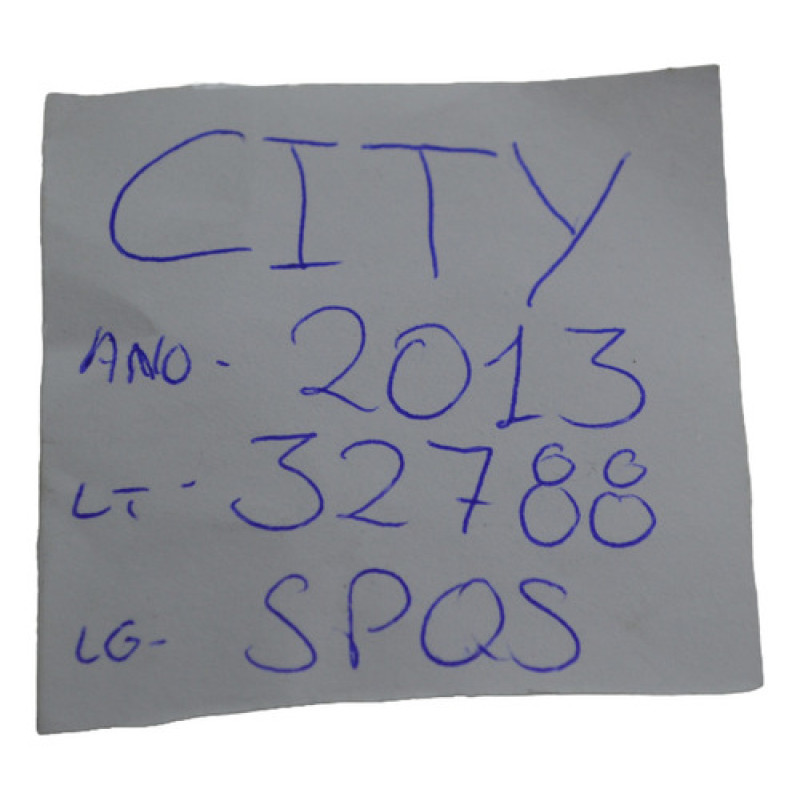 CITY
ANO - 2013
LT - 32788
LG - SPQS